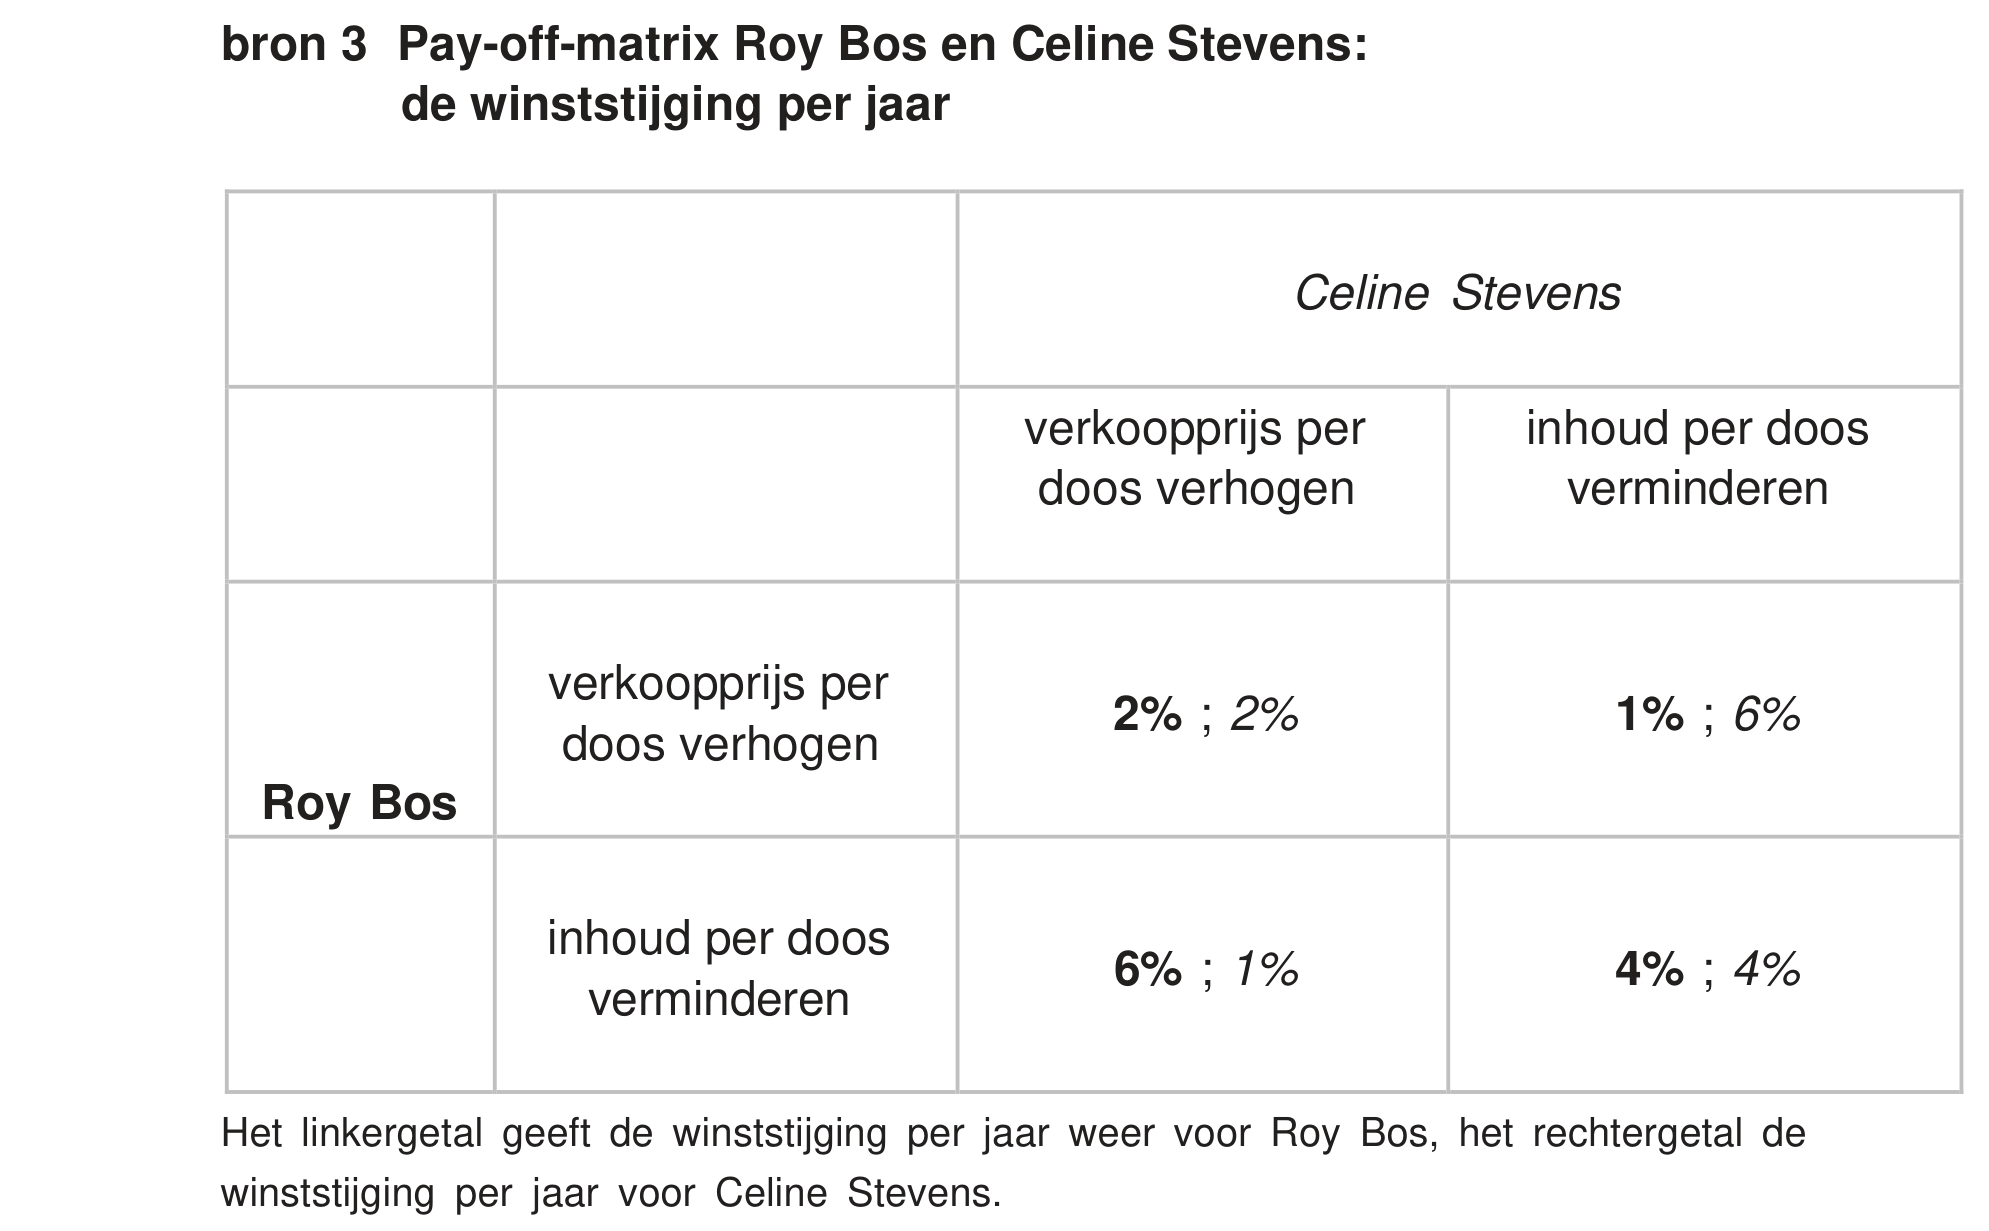 bron 3 Pay-off-matrix Roy Bos en Celine Stevens:
de winststijging per jaar
Celine Stevens
verkoopprijs per
doos verhogen
inhoud per doos
verminderen
Roy Bos
verkoopprijs per
doos verhogen
2% ; 2%
1% ; 6%
inhoud per doos
verminderen
6% ; 1%
4% ; 4%
Het linkergetal geeft de winststijging per jaar weer voor Roy Bos, het rechtergetal de
winststijging per jaar voor Celine Stevens.